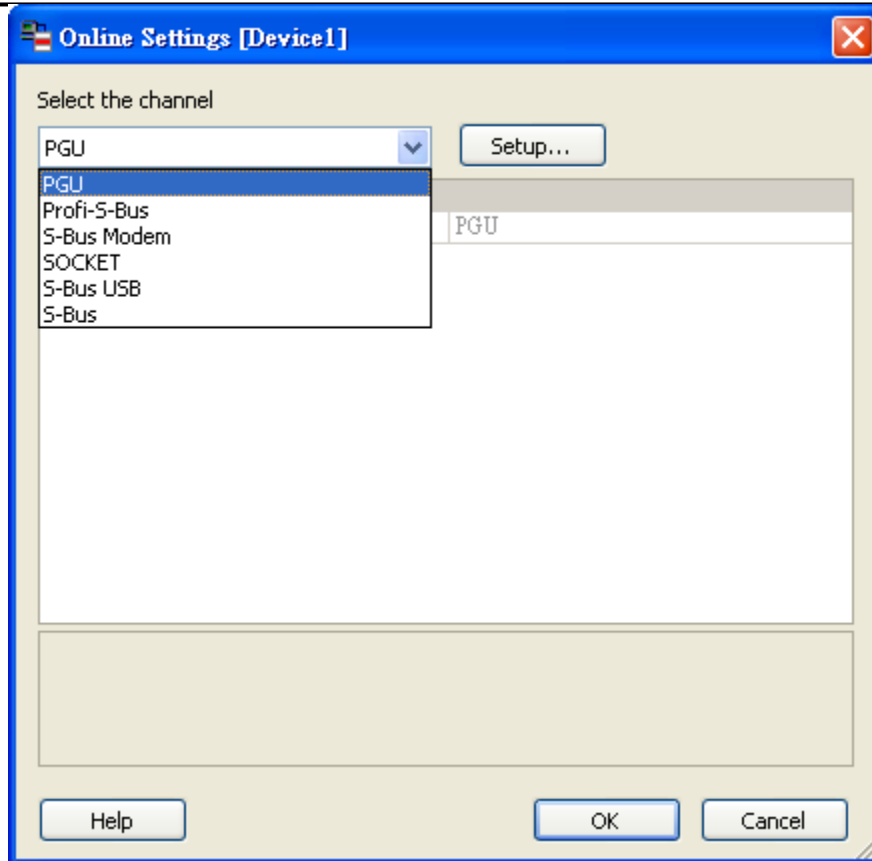 Online Settings [Device1]
Select the channel
PGU
Setup...
PGU
Profi-S-Bus
PGU
S-Bus Modem
SOCKET
S-Bus USB
S-Bus
Help
OK
Cancel